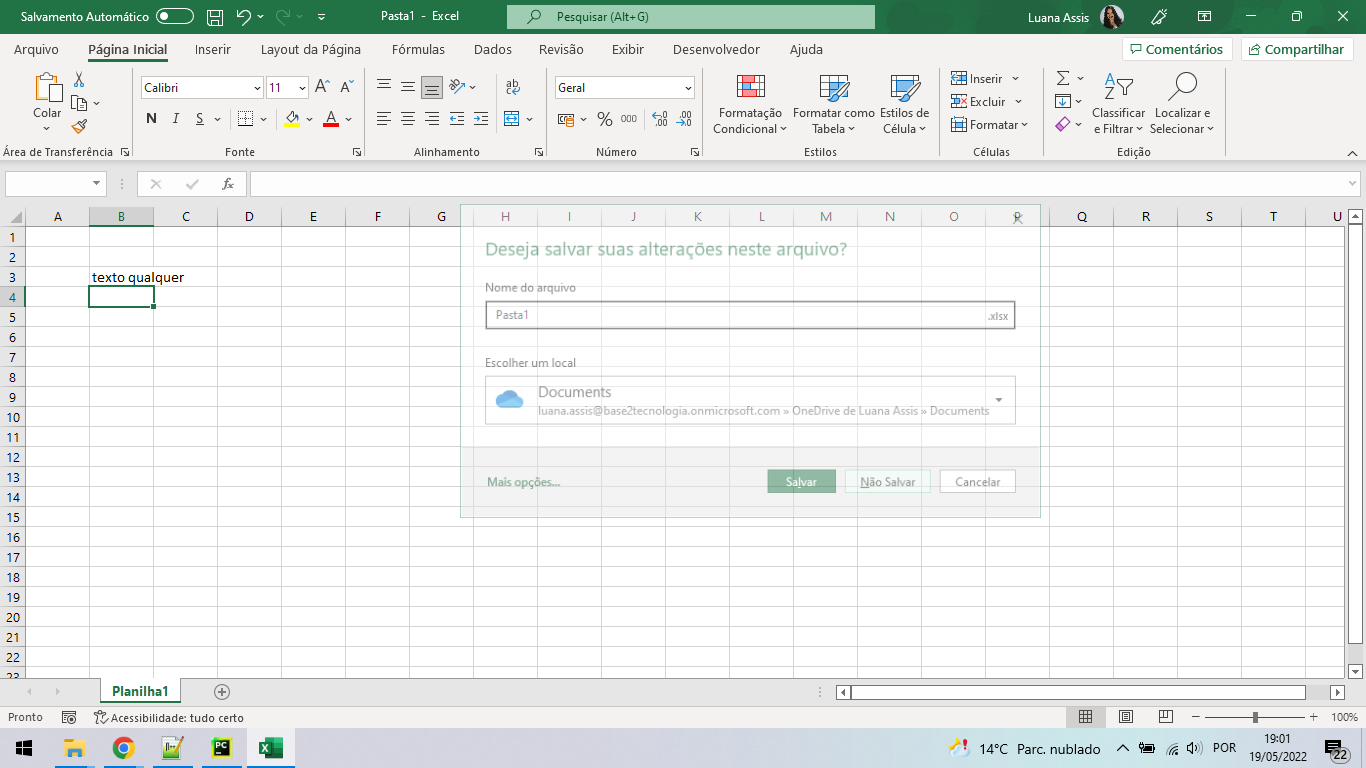 Salvamento Automático
Pasta1 - Excel
Pesquisar (Alt+G)
Luana Assis
Arquivo Página Inicial Inserir Layout da Página Fórmulas Dados Revisão Exibir Desenvolvedor Ajuda
Comentários Compartilhar
Colar
Calibri 11
N I S
ab
Geral
% 000
Formatação Condicional
Formatar como Tabela
Estilos de Célula
Inserir
Excluir
Formatar
Classificar e Filtrar
Localizar e Selecionar
Área de Transferência Fonte Alinhamento Número Estilos Células Edição
fx
A B C D E F G H I J K L M N O P Q R S T U
1
2
3 texto qualquer
4
5
6
7
8
9
10
11
12
13
14
15
16
17
18
19
20
21
22
23
Deseja salvar suas alterações neste arquivo?
Nome do arquivo
Pasta1 .xlsx
Escolher um local
Documents
luana.assis@base2tecnologia.onmicrosoft.com » OneDrive de Luana Assis » Documents
Mais opções... Salvar Não Salvar Cancelar
Planilha1
Pronto Acessibilidade: tudo certo 100%
PC
14°C Parc. nublado POR
19:01
19/05/2022
22